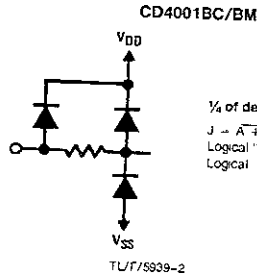 CD4001BC/BM
V_DD
¼ of de
J = A +
Logical "
Logical
V_SS
TL/F/5939-2